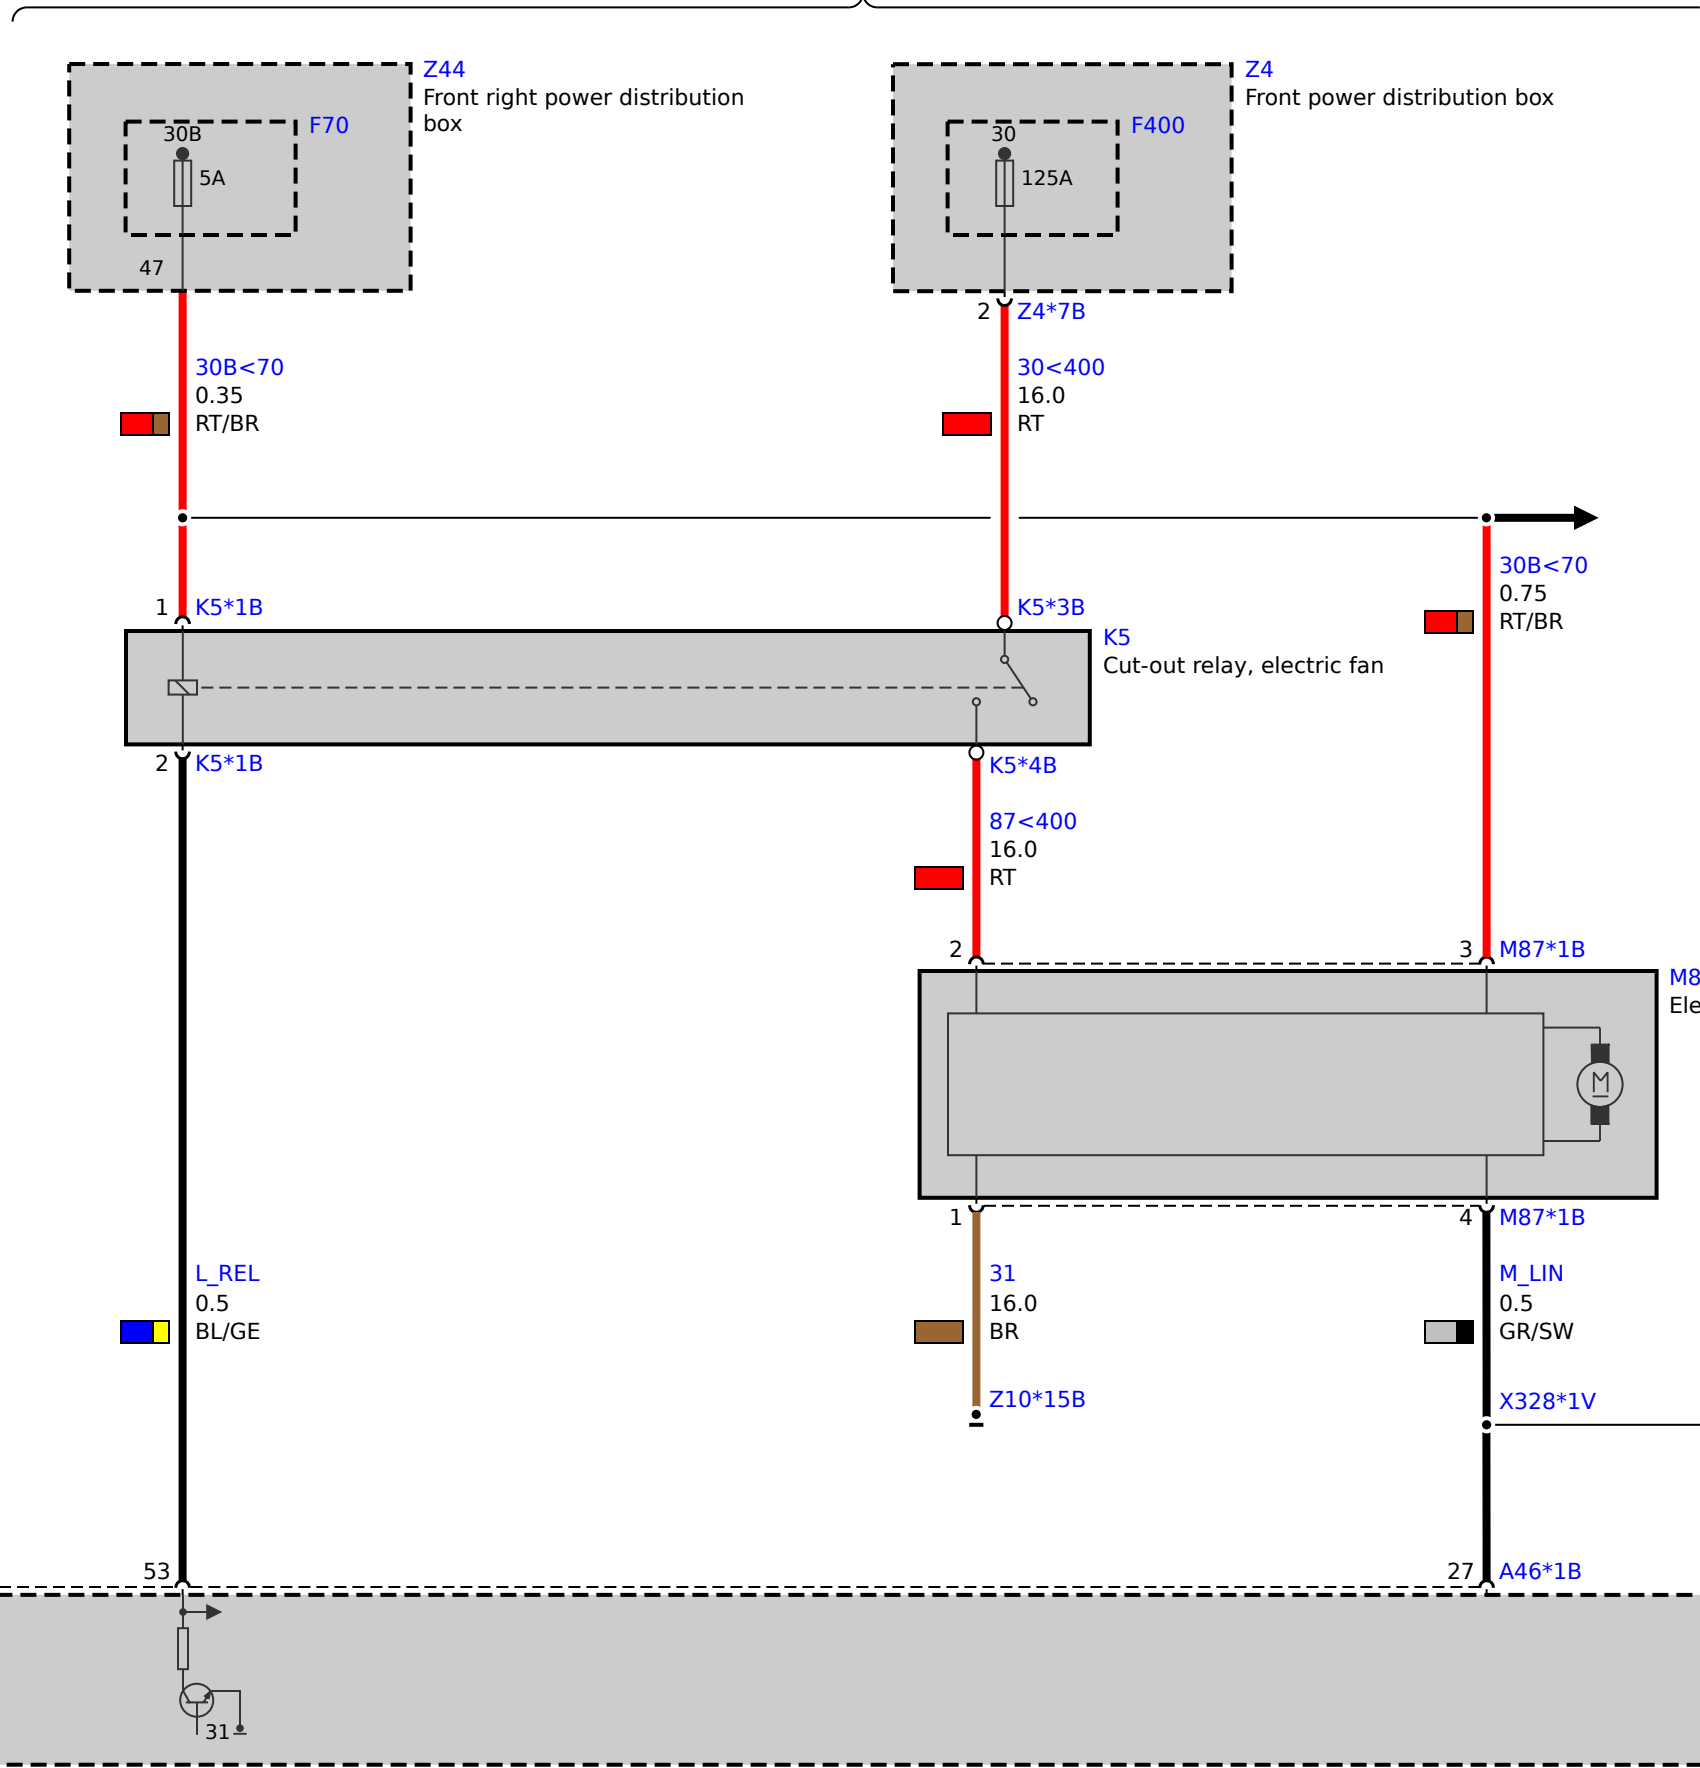 Z44
Front right power distribution
box
F70
30B
5A
47
Z4
Front power distribution box
F400
30
125A
2 Z4*7B
30B<70
0.35
RT/BR
30<400
16.0
RT
30B<70
0.75
RT/BR
1 K5*1B
K5*3B
K5
Cut-out relay, electric fan
2 K5*1B
K5*4B
87<400
16.0
RT
2
3 M87*1B
M8
Ele
M
1
4 M87*1B
L_REL
0.5
BL/GE
31
16.0
BR
M_LIN
0.5
GR/SW
Z10*15B
X328*1V
53
27 A46*1B
31